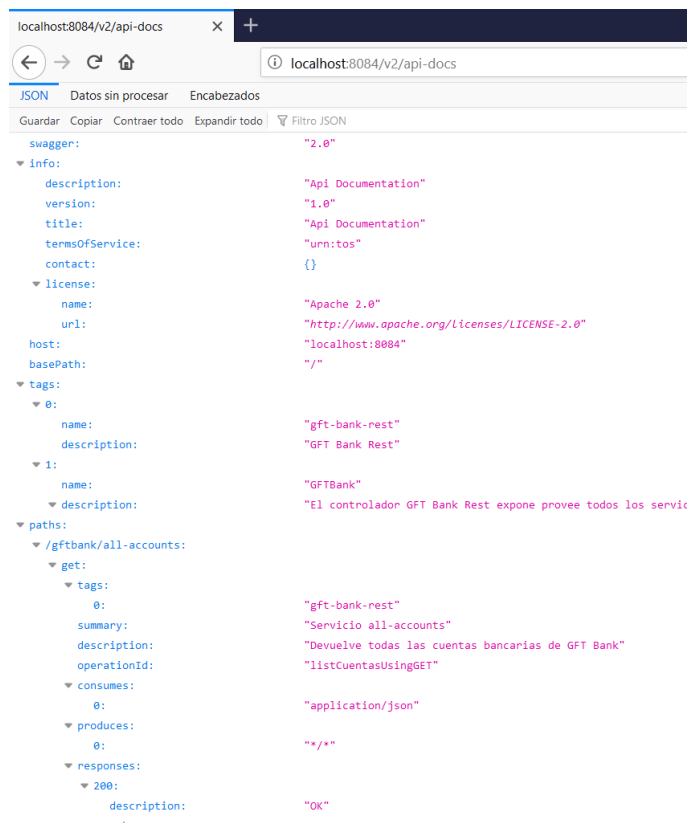 localhost:8084/v2/api-docs
localhost:8084/v2/api-docs
JSON Datos sin procesar Encabezados
Guardar Copiar Contraer todo Expandir todo Filtro JSON
swagger: "2.0"
info:
description: "Api Documentation"
version: "1.0"
title: "Api Documentation"
termsOfService: "urn:tos"
contact: {}
license:
name: "Apache 2.0"
url: "http://www.apache.org/licenses/LICENSE-2.0"
host: "localhost:8084"
basePath: "/"
tags:
0:
name: "gft-bank-rest"
description: "GFT Bank Rest"
1:
name: "GFTBank"
description: "El controlador GFT Bank Rest expone provee todos los servic
paths:
/gftbank/all-accounts:
get:
tags:
0: "gft-bank-rest"
summary: "Servicio all-accounts"
description: "Devuelve todas las cuentas bancarias de GFT Bank"
operationId: "listCuentasUsingGET"
consumes:
0: "application/json"
produces:
0: "*/*"
responses:
200:
description: "OK"